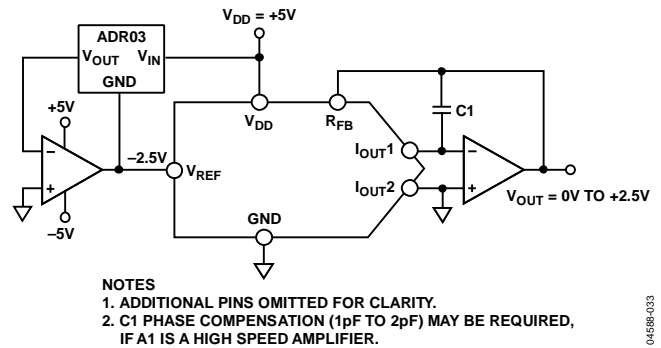 V_DD = +5V
ADR03
V_OUT V_IN
GND
+5V
–
+
–5V
–2.5V
V_DD
R_FB
V_REF
GND
C1
I_OUT1
I_OUT2
–
+
V_OUT = 0V TO +2.5V
NOTES
1. ADDITIONAL PINS OMITTED FOR CLARITY.
2. C1 PHASE COMPENSATION (1pF TO 2pF) MAY BE REQUIRED,
IF A1 IS A HIGH SPEED AMPLIFIER.
04588-033